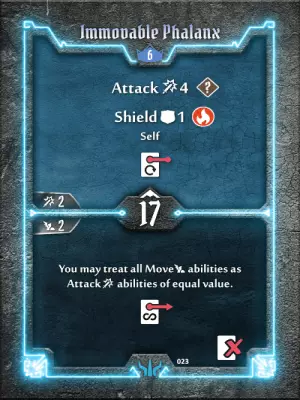 Immovable Phalanx
6
Attack 4 ?
Shield 1
Self
2
17
2
You may treat all Move abilities as
Attack abilities of equal value.
S
023